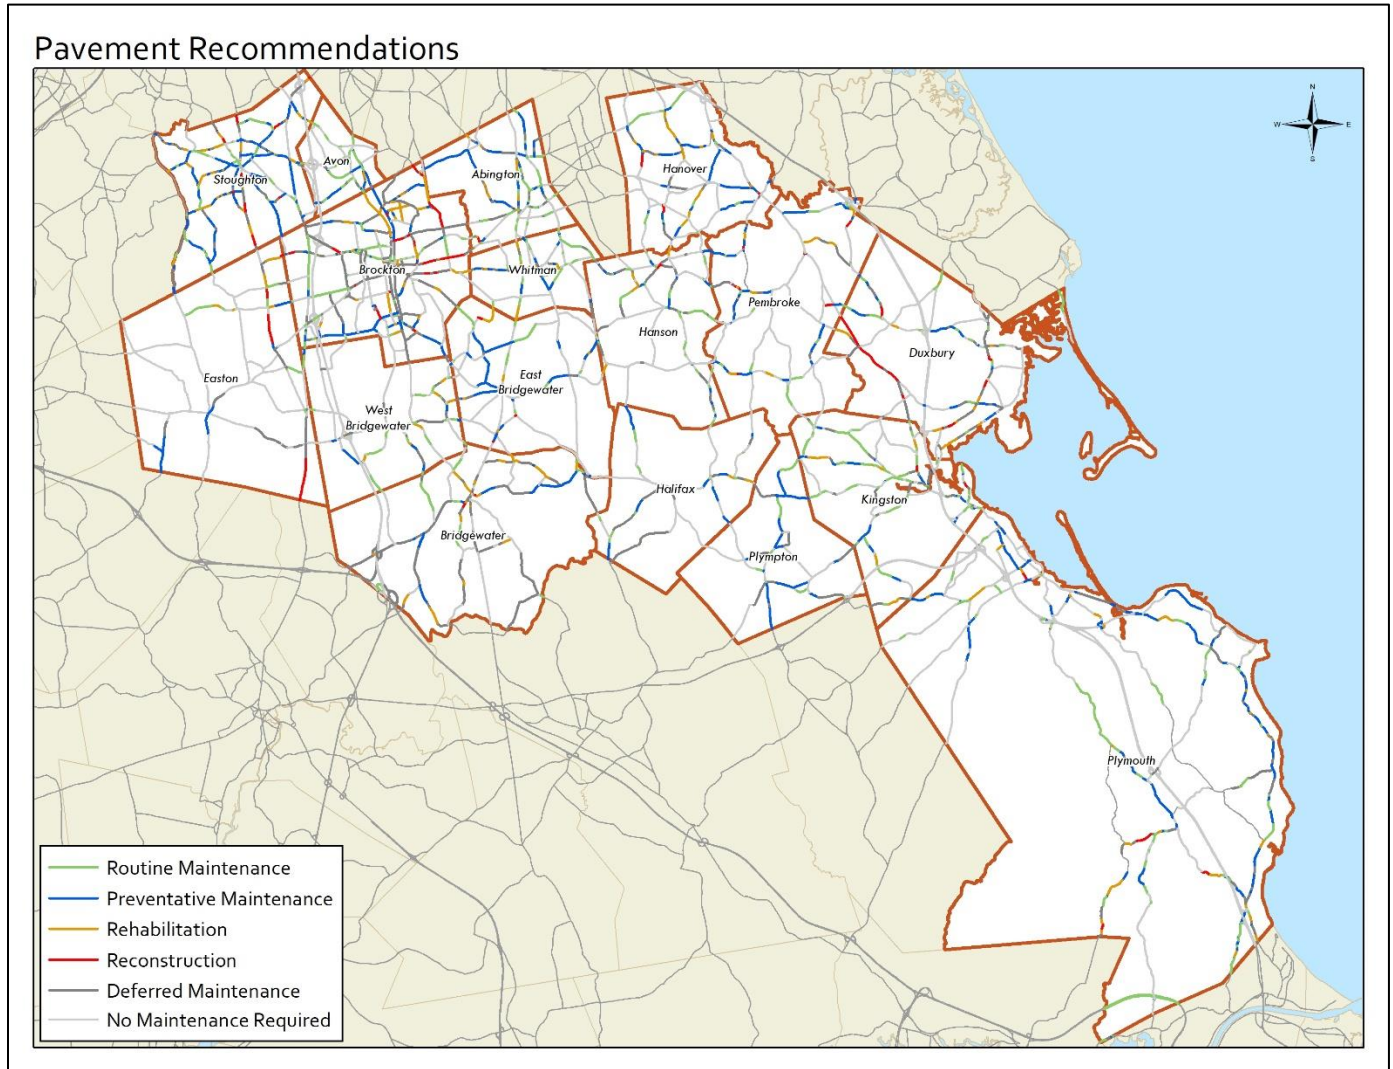 Pavement Recommendations
N
W
E
S
Stoughton
Avon
Abington
Hanover
Brockton
Whitman
Pembroke
Hanson
Duxbury
Easton
East
Bridgewater
West
Bridgewater
Halifax
Kingston
Bridgewater
Plympton
Plymouth
Routine Maintenance
Preventative Maintenance
Rehabilitation
Reconstruction
Deferred Maintenance
No Maintenance Required